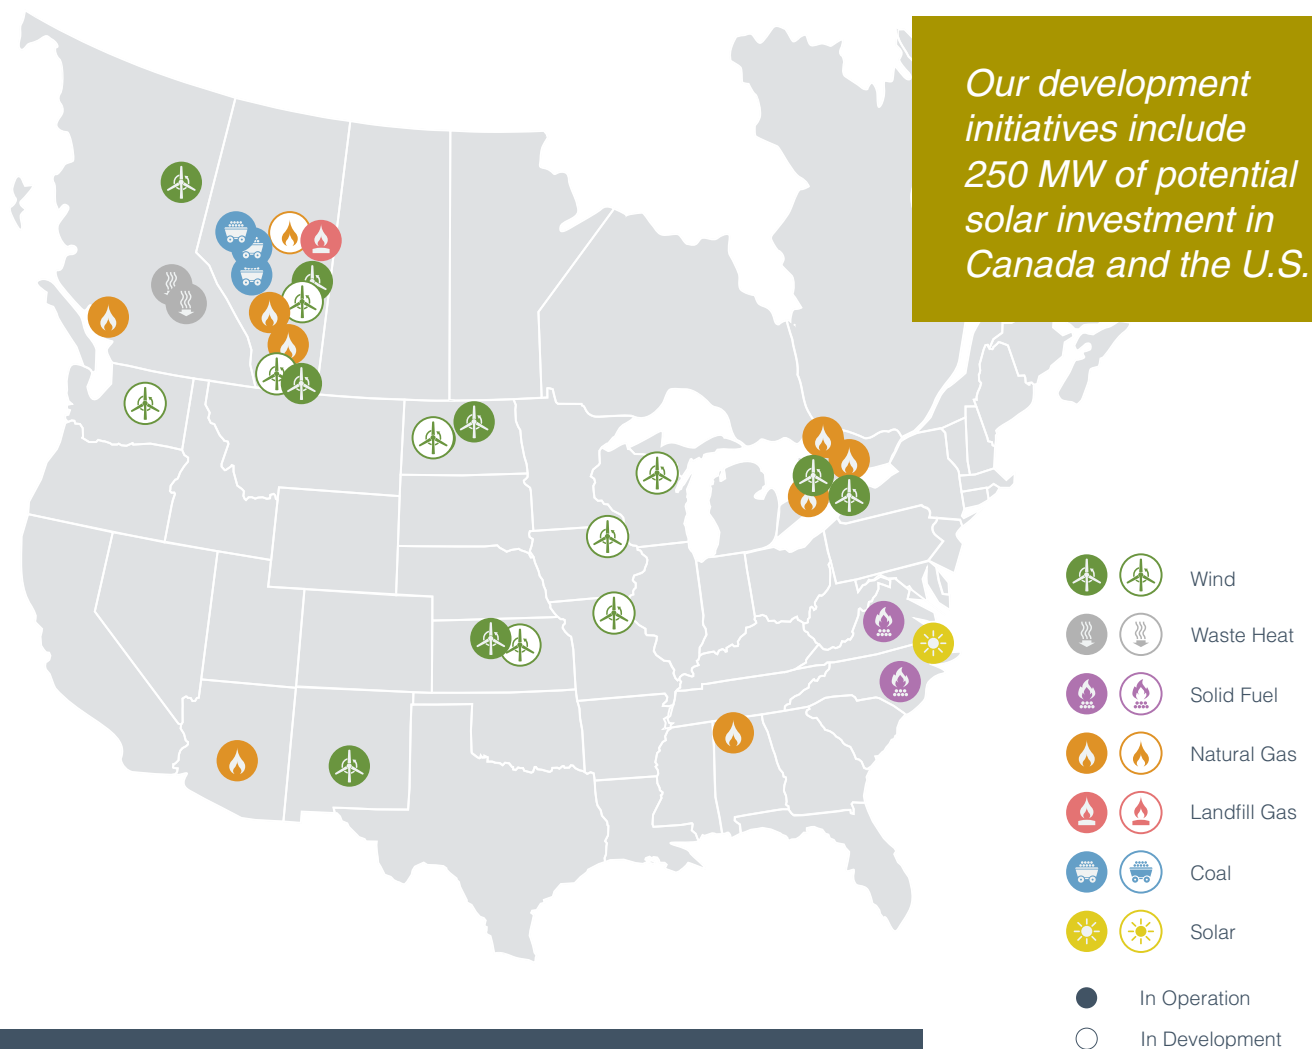 Our development
initiatives include
250 MW of potential
solar investment in
Canada and the U.S.
Wind
Waste Heat
Solid Fuel
Natural Gas
Landfill Gas
Coal
Solar
In Operation
In Development